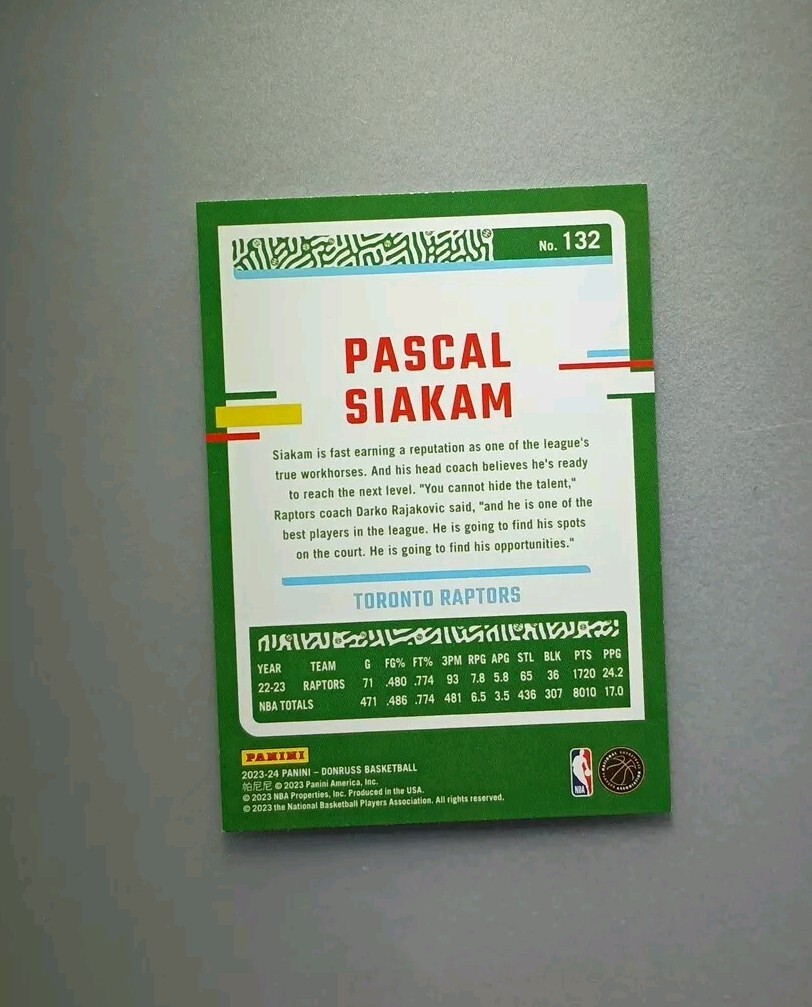 No. 132
PASCAL
SIAKAM
Siakam is fast earning a reputation as one of the league's
true workhorses. And his head coach believes he's ready
to reach the next level. "You cannot hide the talent,"
Raptors coach Darko Rajakovic said, "and he is one of the
best players in the league. He is going to find his spots
on the court. He is going to find his opportunities."
TORONTO RAPTORS
YEAR TEAM G FG% FT% 3PM RPG APG STL BLK PTS PPG
22-23 RAPTORS 71 .480 .774 93 7.8 5.8 65 36 1720 24.2
NBA TOTALS 471 .486 .774 481 6.5 3.5 436 307 8010 17.0
PANINI
2023-24 PANINI – DONRUSS BASKETBALL
帕尼尼 © 2023 Panini America, Inc.
© 2023 NBA Properties, Inc. Produced in the USA.
© 2023 the National Basketball Players Association. All rights reserved.
NBA
NATIONAL BASKETBALL PLAYERS ASSOCIATION